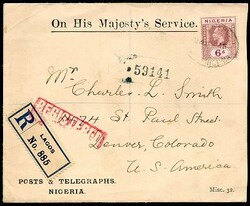 On His Majesty's Service.
NIGERIA
6d
53141
Mr
Charles L. Smith
St Paul Street
Denver, Colorado
U. S. America
R
LAGOS
No. 886
POSTS & TELEGRAPHS,
NIGERIA.
Misc. 32.